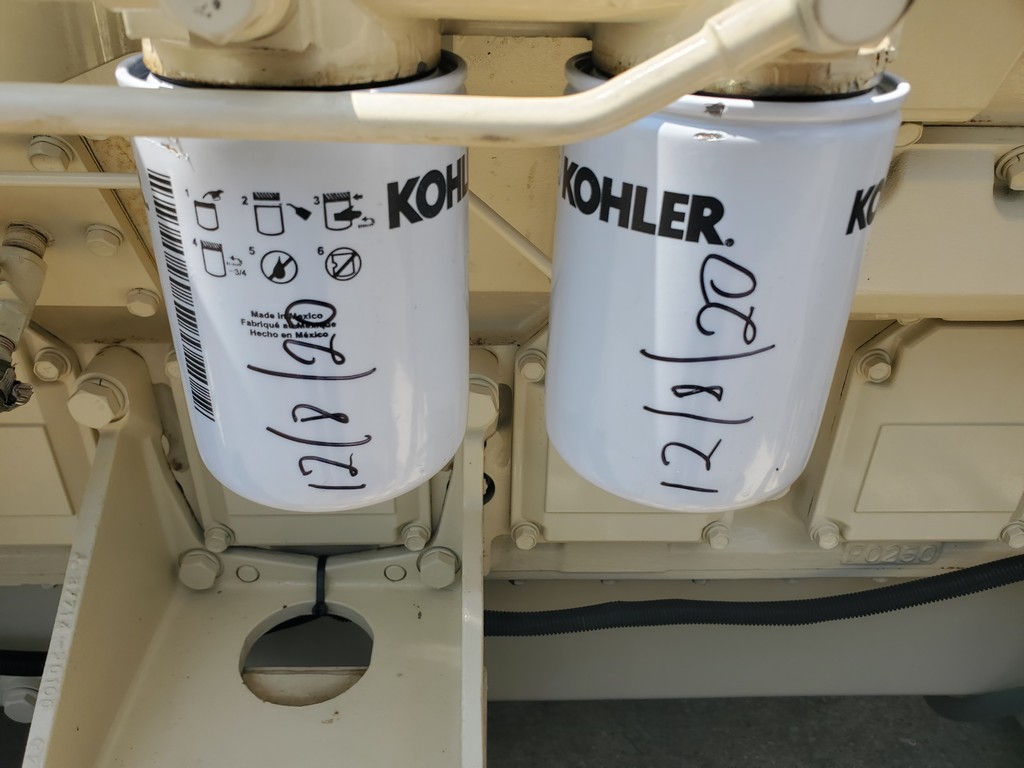 1 2 3
KOHL
4 -3/4 5 6
Made in Mexico
Fabriqué au Mexique
Hecho en México
12/8/20
KOHLER.
12/8/20
KO